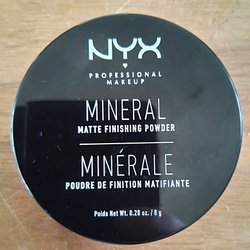 NYX
PROFESSIONAL
MAKEUP
MINERAL
MATTE FINISHING POWDER
MINÉRALE
POUDRE DE FINITION MATIFIANTE
Poids Net Wt. 0.28 oz. / 8 g